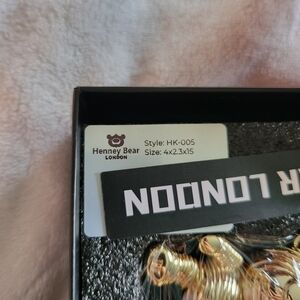 Henney Bear
LONDON
Style: HK-005
Size: 4x2.3x15
R LONDON